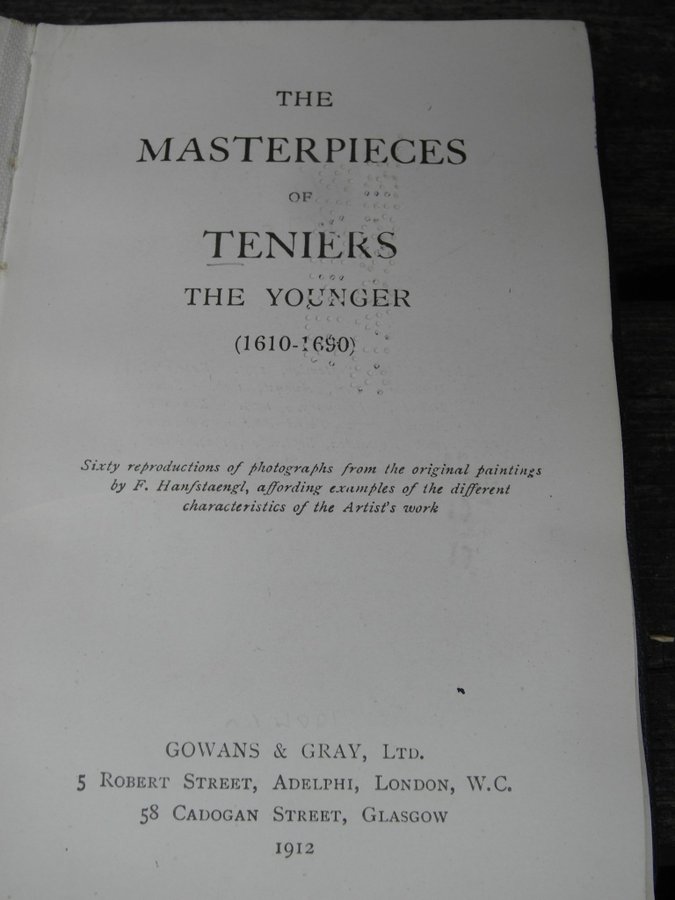 THE
MASTERPIECES
OF
TENIERS
THE YOUNGER
(1610-1690)
Sixty reproductions of photographs from the original paintings
by F. Hanfstaengl, affording examples of the different
characteristics of the Artist's work
GOWANS & GRAY, LTD.
5 ROBERT STREET, ADELPHI, LONDON, W.C.
58 CADOGAN STREET, GLASGOW
1912